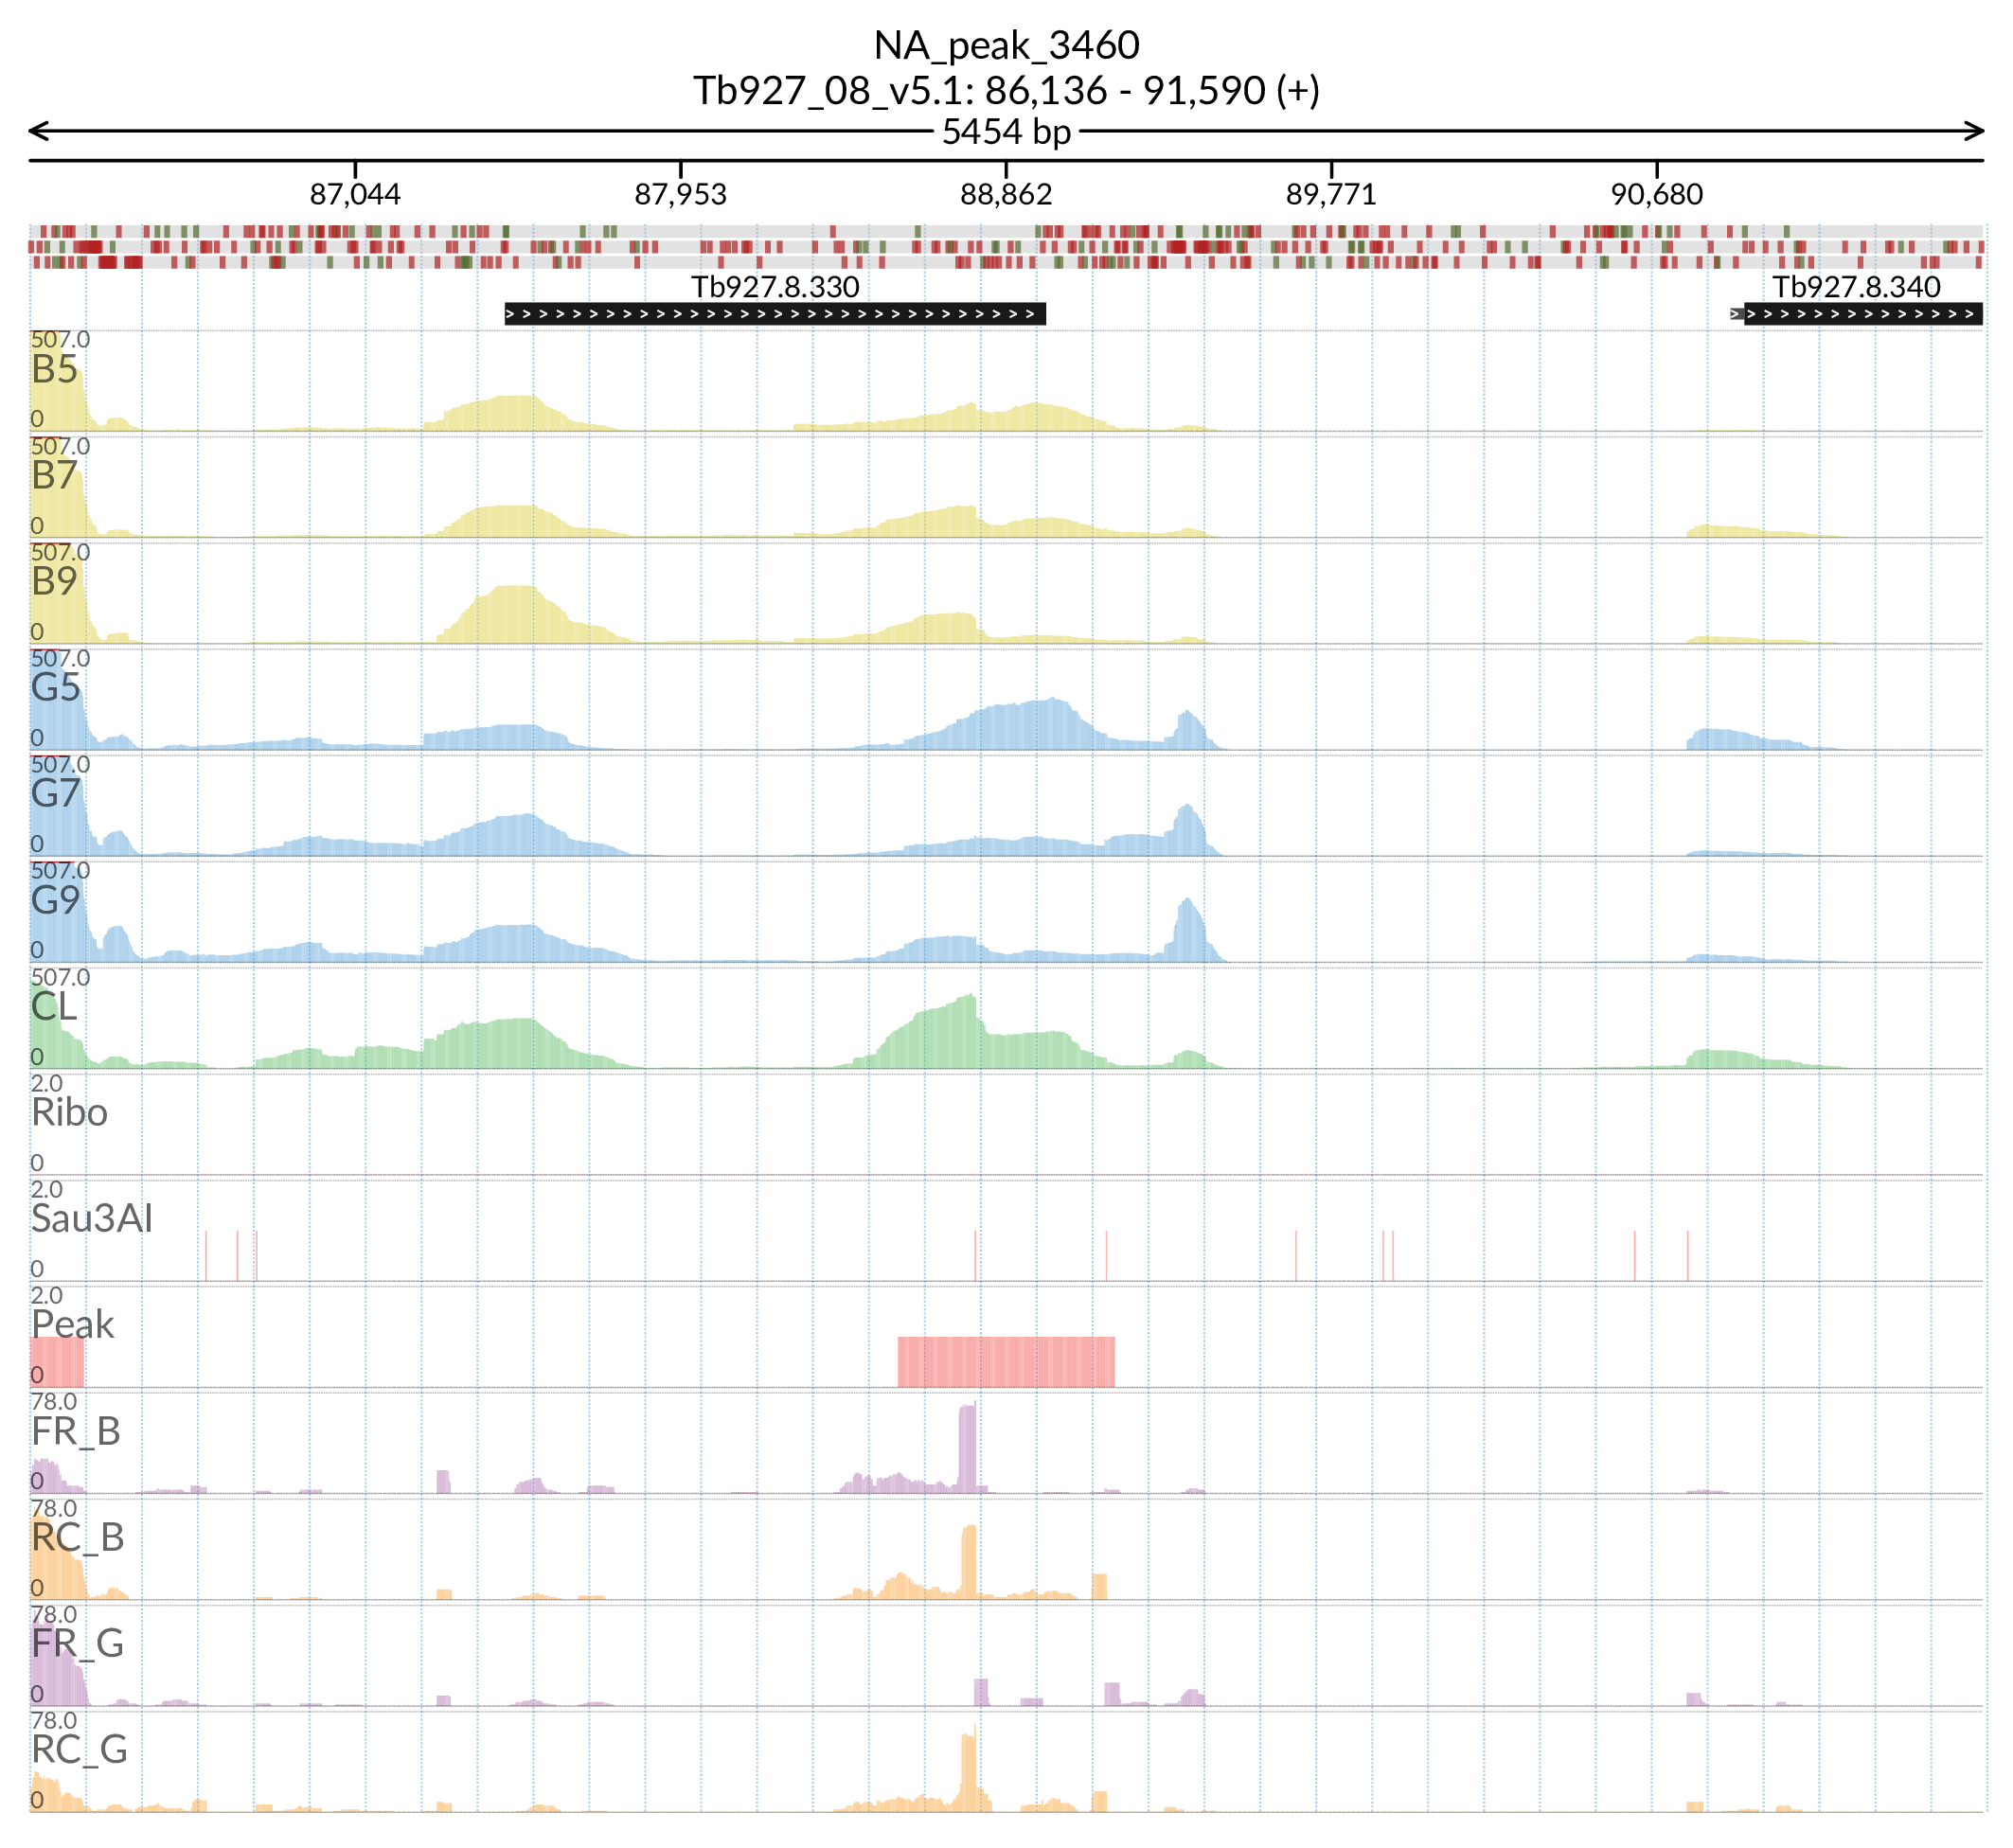 NA_peak_3460
Tb927_08_v5.1: 86,136 - 91,590 (+)
5454 bp
87,044 87,953 88,862 89,771 90,680
Tb927.8.330 Tb927.8.340
507.0
B5
0
507.0
B7
0
507.0
B9
0
507.0
G5
0
507.0
G7
0
507.0
G9
0
507.0
CL
0
2.0
Ribo
0
2.0
Sau3AI
0
2.0
Peak
0
78.0
FR_B
0
78.0
RC_B
0
78.0
FR_G
0
78.0
RC_G
0